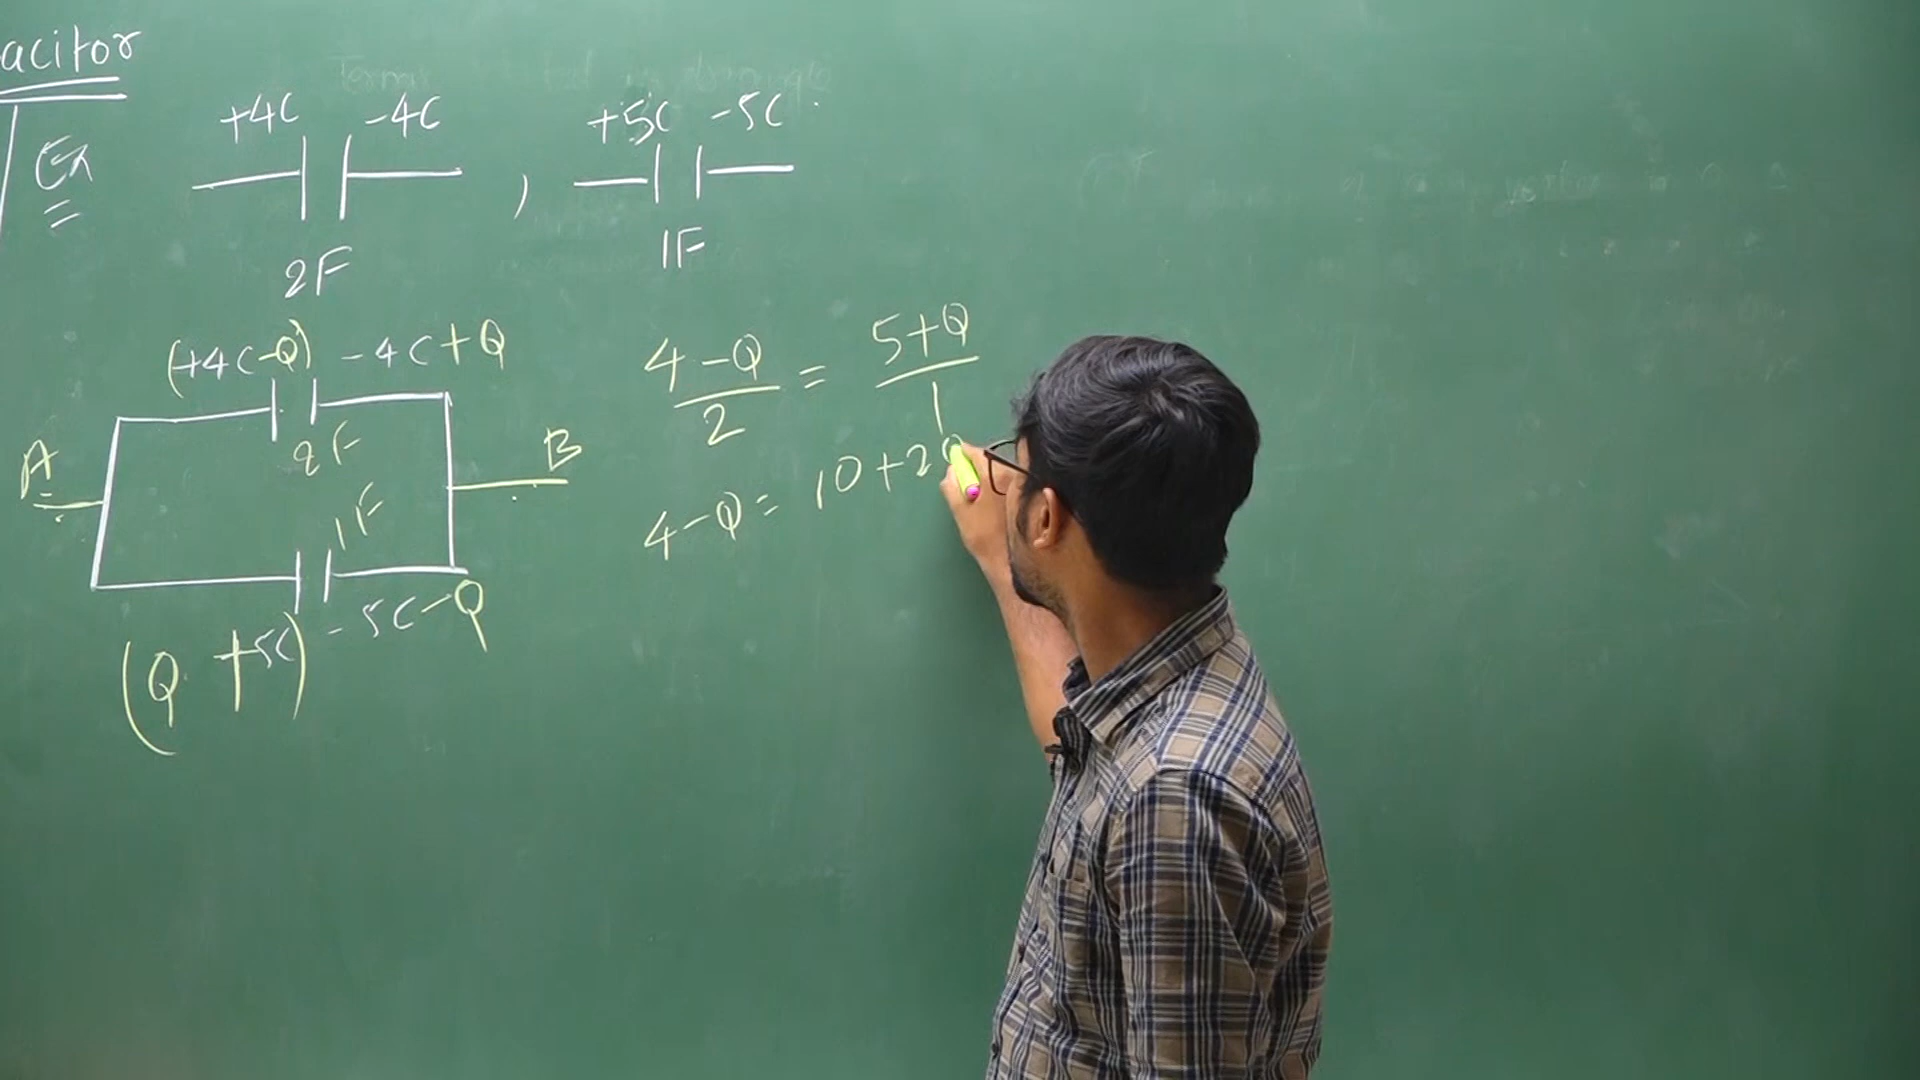 acitor
Ex
+4C -4C , +5C -5C
2F 1F
(+4C-Q) -4C+Q
2F
A B
1F
(Q +5C) -5C-Q
4-Q/2 = 5+Q/1
4-Q = 10+2Q